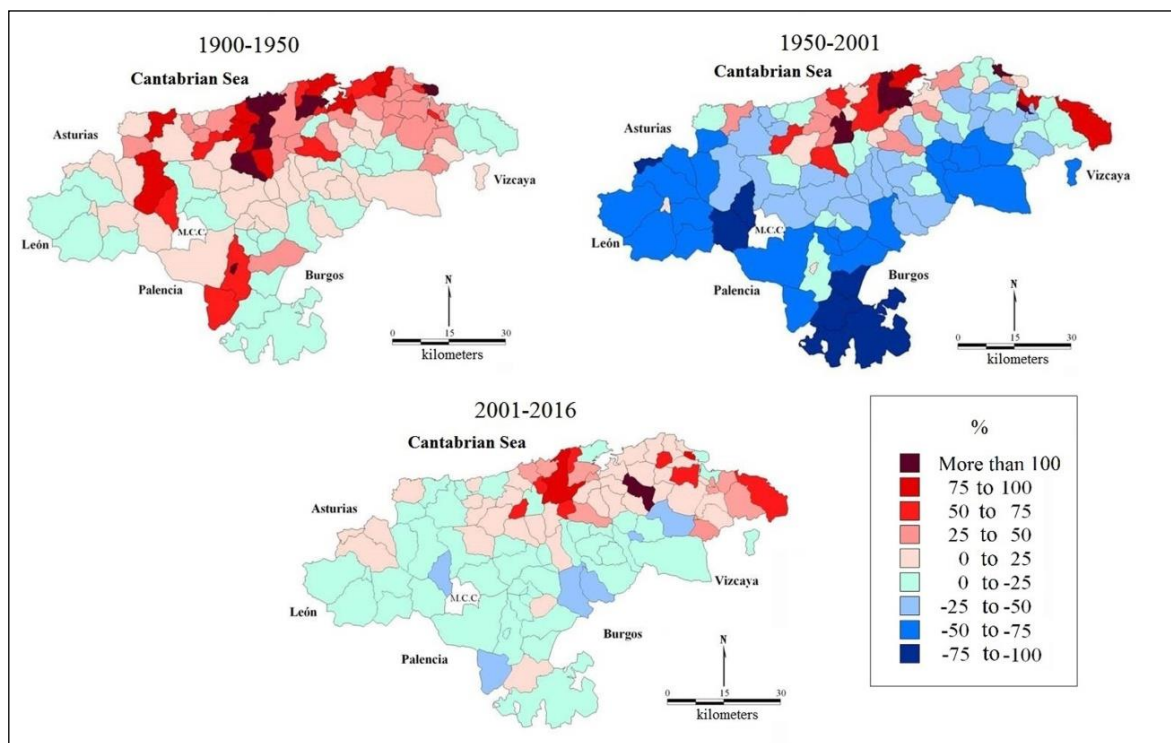 1900-1950
Cantabrian Sea
Asturias
Vizcaya
León
M.C.C.
Burgos
Palencia
N
0 15 30
kilometers
1950-2001
Cantabrian Sea
Asturias
Vizcaya
León
M.C.C.
Burgos
Palencia
N
0 15 30
kilometers
2001-2016
Cantabrian Sea
Asturias
Vizcaya
León
M.C.C.
Burgos
Palencia
N
0 15 30
kilometers
%
More than 100
75 to 100
50 to 75
25 to 50
0 to 25
0 to -25
-25 to -50
-50 to -75
-75 to -100